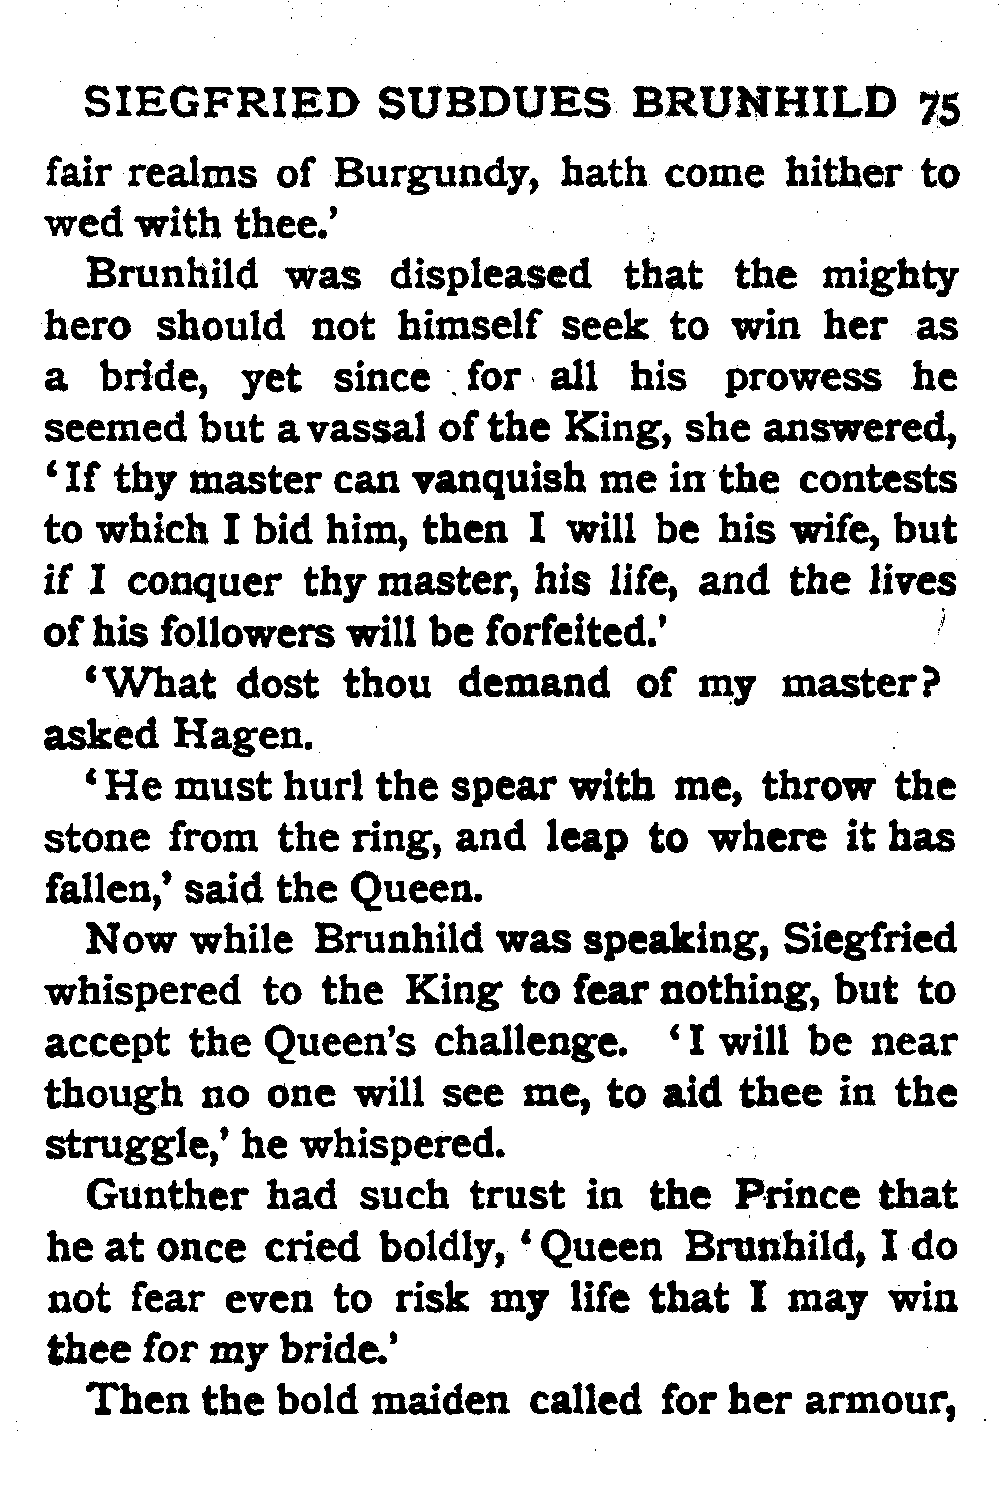 SIEGFRIED SUBDUES BRUNHILD 75
fair realms of Burgundy, hath come hither to
wed with thee.’
Brunhild was displeased that the mighty
hero should not himself seek to win her as
a bride, yet since for all his prowess he
seemed but a vassal of the King, she answered,
‘If thy master can vanquish me in the contests
to which I bid him, then I will be his wife, but
if I conquer thy master, his life, and the lives
of his followers will be forfeited.’
‘What dost thou demand of my master?
asked Hagen.
‘He must hurl the spear with me, throw the
stone from the ring, and leap to where it has
fallen,’ said the Queen.
Now while Brunhild was speaking, Siegfried
whispered to the King to fear nothing, but to
accept the Queen’s challenge. ‘I will be near
though no one will see me, to aid thee in the
struggle,’ he whispered.
Gunther had such trust in the Prince that
he at once cried boldly, ‘Queen Brunhild, I do
not fear even to risk my life that I may win
thee for my bride.’
Then the bold maiden called for her armour,